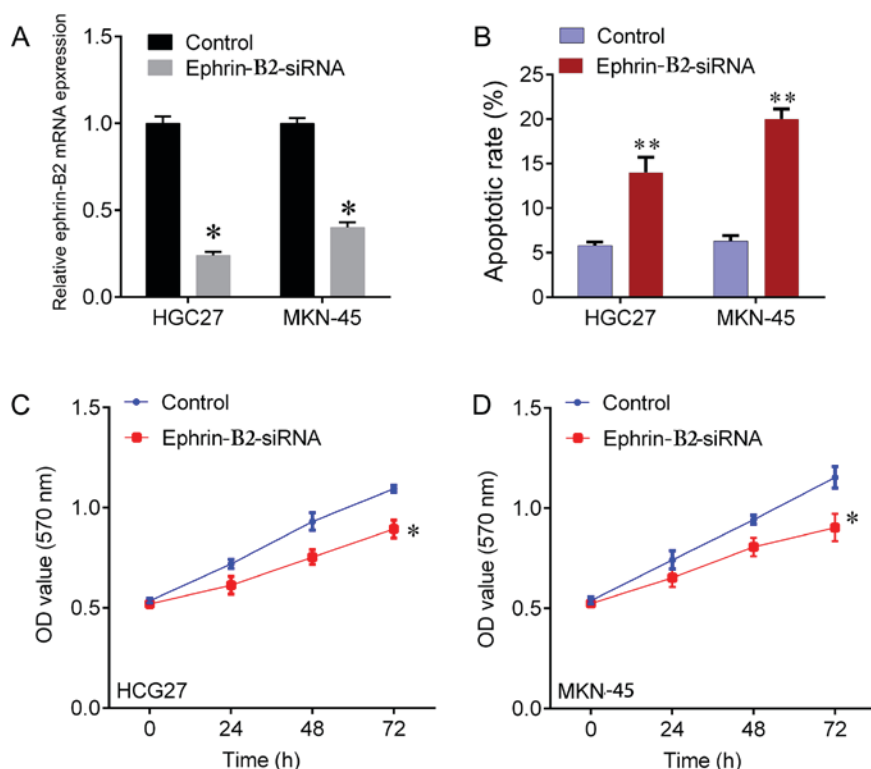 A
Control
Ephrin-B2-siRNA
Relative ephrin-B2 mRNA epxression
1.5
1.0
0.5
0.0
*
*
HGC27 MKN-45
B
Control
Ephrin-B2-siRNA
Apoptotic rate (%)
25
20
15
10
5
0
**
**
HGC27 MKN-45
C
Control
Ephrin-B2-siRNA
OD value (570 nm)
1.5
1.0
0.5
0.0
*
HCG27
0 24 48 72
Time (h)
D
Control
Ephrin-B2-siRNA
OD value (570 nm)
1.5
1.0
0.5
0.0
*
MKN-45
0 24 48 72
Time (h)